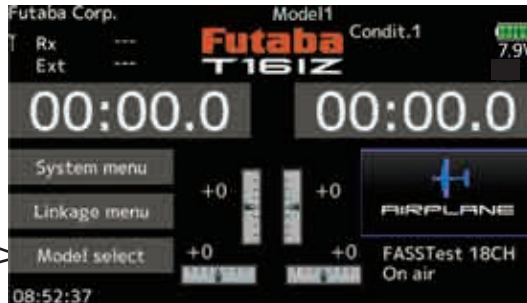 Futaba Corp. Model1
Rx --- Futaba Condit.1
Ext --- T16IZ 7.9V
00:00.0 00:00.0
System menu
+0 +0
Linkage menu AIRPLANE
Model select +0 +0 FASSTest 18CH
On air
08:52:37